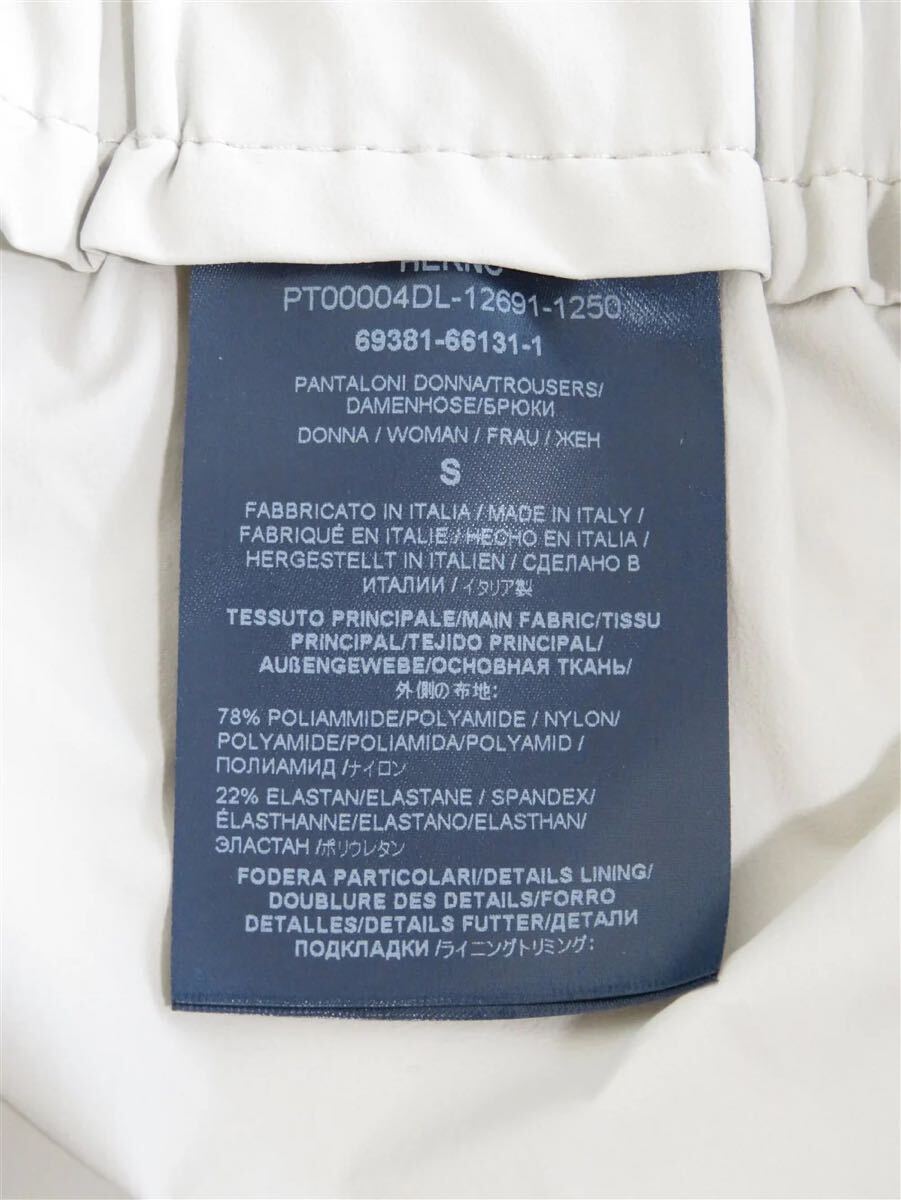 HERNO
PT00004DL-12691-1250
69381-66131-1
PANTALONI DONNA/TROUSERS/
DAMENHOSE/БРЮКИ
DONNA / WOMAN / FRAU / ЖЕН
S
FABBRICATO IN ITALIA / MADE IN ITALY /
FABRIQUÉ EN ITALIE / HECHO EN ITALIA /
HERGESTELLT IN ITALIEN / СДЕЛАНО В
ИТАЛИИ / イタリア製
TESSUTO PRINCIPALE/MAIN FABRIC/TISSU
PRINCIPAL/TEJIDO PRINCIPAL/
AUßENGEWEBE/ОСНОВНАЯ ТКАНЬ/
外側の布地:
78% POLIAMMIDE/POLYAMIDE / NYLON/
POLYAMIDE/POLIAMIDA/POLYAMID /
ПОЛИАМИД /ナイロン
22% ELASTAN/ELASTANE / SPANDEX/
ÉLASTHANNE/ELASTANO/ELASTHAN/
ЭЛАСТАН /ポリウレタン
FODERA PARTICOLARI/DETAILS LINING/
DOUBLURE DES DETAILS/FORRO
DETALLES/DETAILS FUTTER/ДЕТАЛИ
ПОДКЛАДКИ /ライニングトリミング: